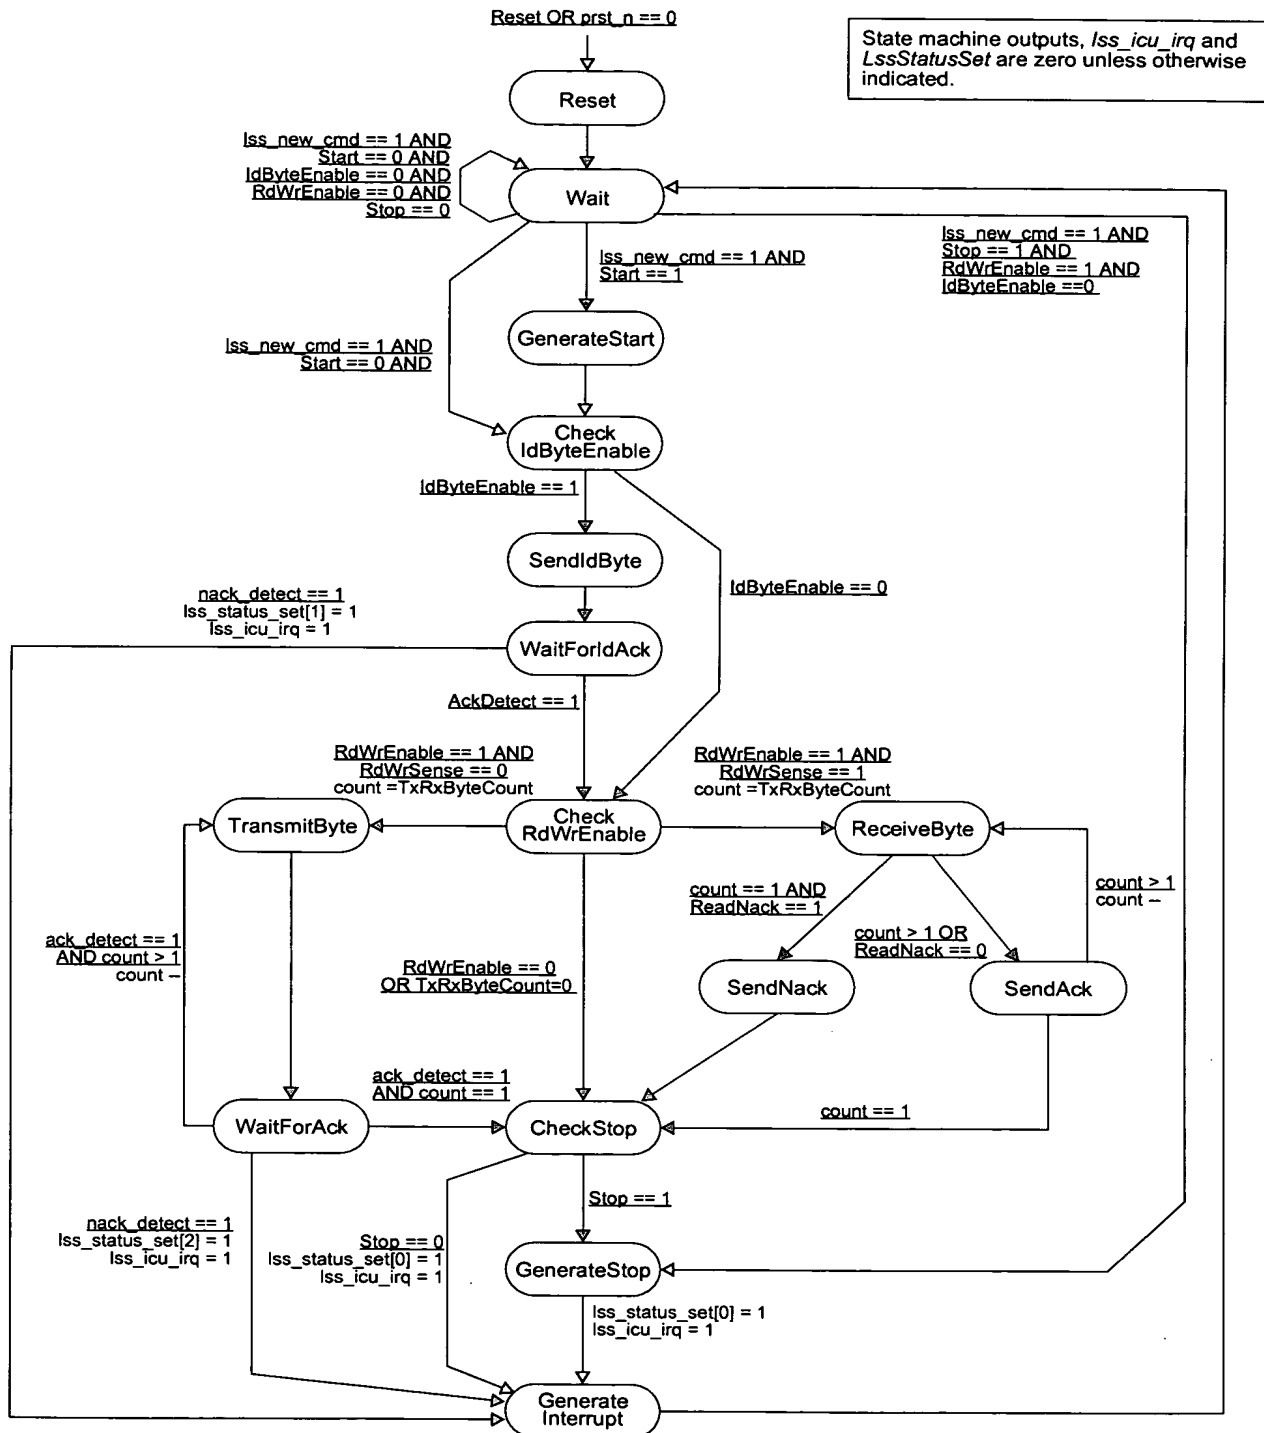 Reset OR prst_n == 0
State machine outputs, lss_icu_irq and
LssStatusSet are zero unless otherwise
indicated.
Reset
lss_new_cmd == 1 AND
Start == 0 AND
IdByteEnable == 0 AND
RdWrEnable == 0 AND
Stop == 0
Wait
lss_new_cmd == 1 AND
Stop == 1 AND
RdWrEnable == 1 AND
IdByteEnable ==0
lss_new_cmd == 1 AND
Start == 1
GenerateStart
lss_new_cmd == 1 AND
Start == 0 AND
Check
IdByteEnable
IdByteEnable == 1
SendIdByte
IdByteEnable == 0
nack_detect == 1
lss_status_set[1] = 1
lss_icu_irq = 1
WaitForIdAck
AckDetect == 1
RdWrEnable == 1 AND
RdWrSense == 0
count =TxRxByteCount
RdWrEnable == 1 AND
RdWrSense == 1
count =TxRxByteCount
TransmitByte
Check
RdWrEnable
ReceiveByte
count == 1 AND
ReadNack == 1
count > 1
count --
count > 1 OR
ReadNack == 0
ack_detect == 1
AND count > 1
count --
RdWrEnable == 0
OR TxRxByteCount=0
SendNack
SendAck
ack_detect == 1
AND count == 1
WaitForAck
CheckStop
count == 1
Stop == 1
nack_detect == 1
lss_status_set[2] = 1
lss_icu_irq = 1
Stop == 0
lss_status_set[0] = 1
lss_icu_irq = 1
GenerateStop
lss_status_set[0] = 1
lss_icu_irq = 1
Generate
Interrupt